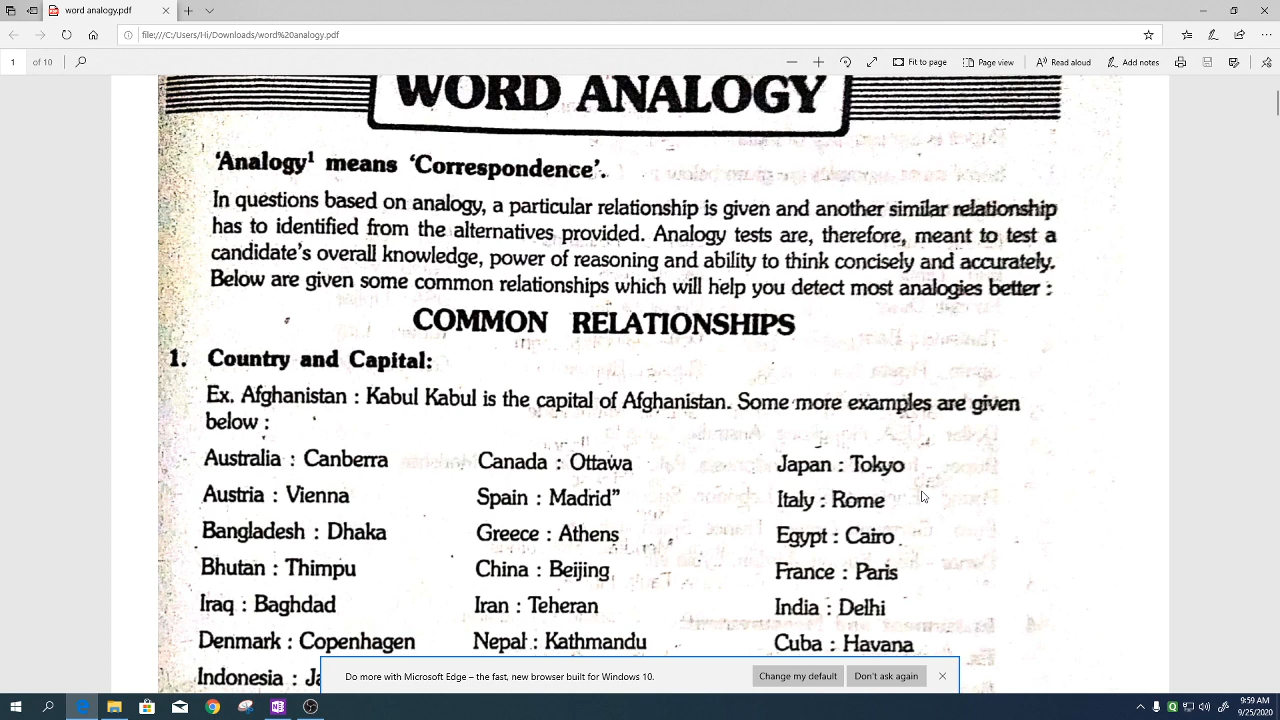 word analogy.pdf
file:///C:/Users/Hi/Downloads/word%20analogy.pdf
1 of 10
Fit to page
Page view
Read aloud
Add notes
WORD ANALOGY
'Analogy¹ means 'Correspondence'.
In questions based on analogy, a particular relationship is given and another similar relationship
has to identified from the alternatives provided. Analogy tests are, therefore, meant to test a
candidate's overall knowledge, power of reasoning and ability to think concisely and accurately.
Below are given some common relationships which will help you detect most analogies better :
COMMON RELATIONSHIPS
1. Country and Capital:
Ex. Afghanistan : Kabul Kabul is the capital of Afghanistan. Some more examples are given
below :
Australia : Canberra Canada : Ottawa Japan : Tokyo
Austria : Vienna Spain : Madrid” Italy : Rome
Bangladesh : Dhaka Greece : Athens Egypt : Cairo
Bhutan : Thimpu China : Beijing France : Paris
Iraq : Baghdad Iran : Teheran India : Delhi
Denmark : Copenhagen Nepal : Kathmandu Cuba : Havana
Indonesia : Ja
Do more with Microsoft Edge – the fast, new browser built for Windows 10.
Change my default
Don't ask again
9:59 AM
9/25/2020